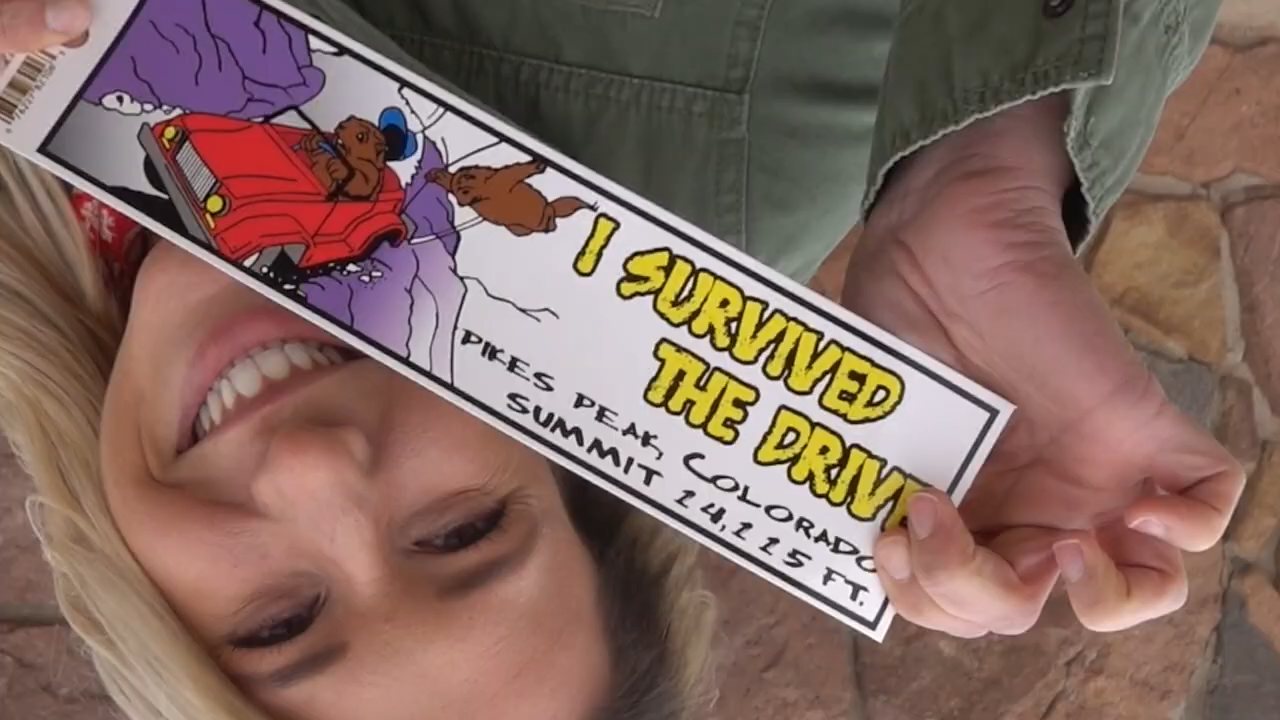 I SURVIVED
THE DRIVE
PIKES PEAK, COLORADO
SUMMIT 14,115 FT.